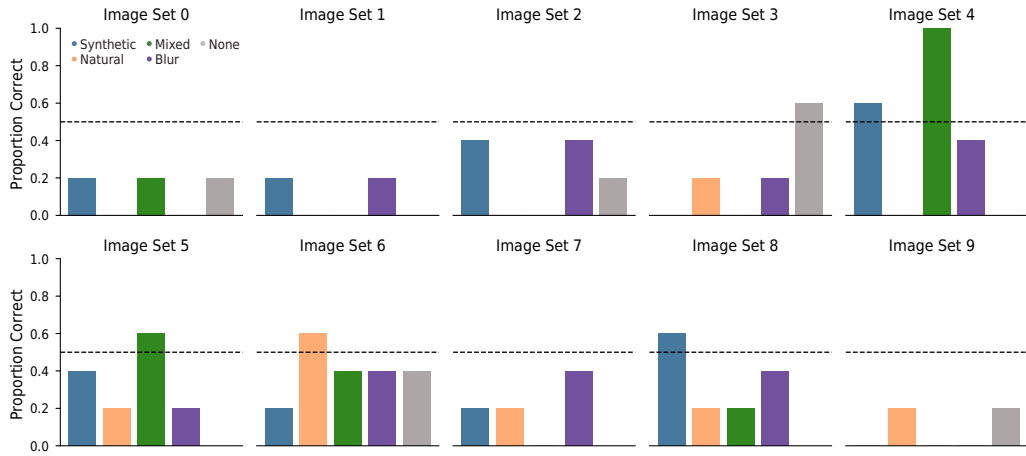 Image Set 0
Image Set 1
Image Set 2
Image Set 3
Image Set 4
Proportion Correct
1.0
0.8
0.6
0.4
0.2
0.0
Synthetic
Mixed
None
Natural
Blur
Image Set 5
Image Set 6
Image Set 7
Image Set 8
Image Set 9
Proportion Correct
1.0
0.8
0.6
0.4
0.2
0.0